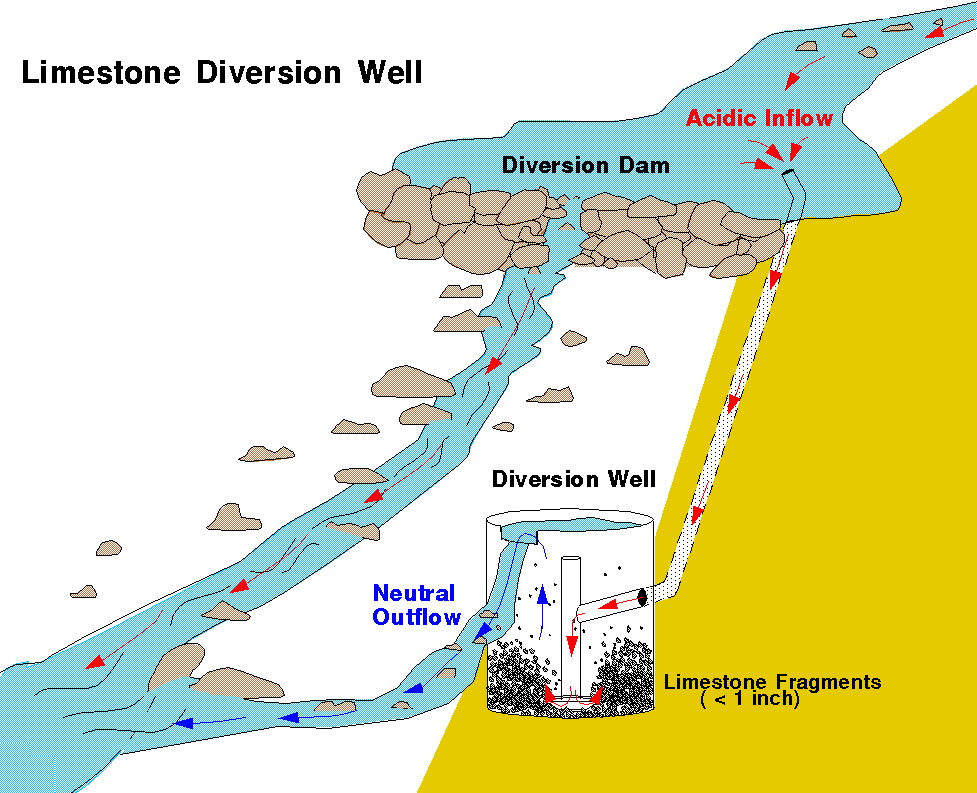 Limestone Diversion Well
Acidic Inflow
Diversion Dam
Diversion Well
Neutral
Outflow
Limestone Fragments
( < 1 inch)